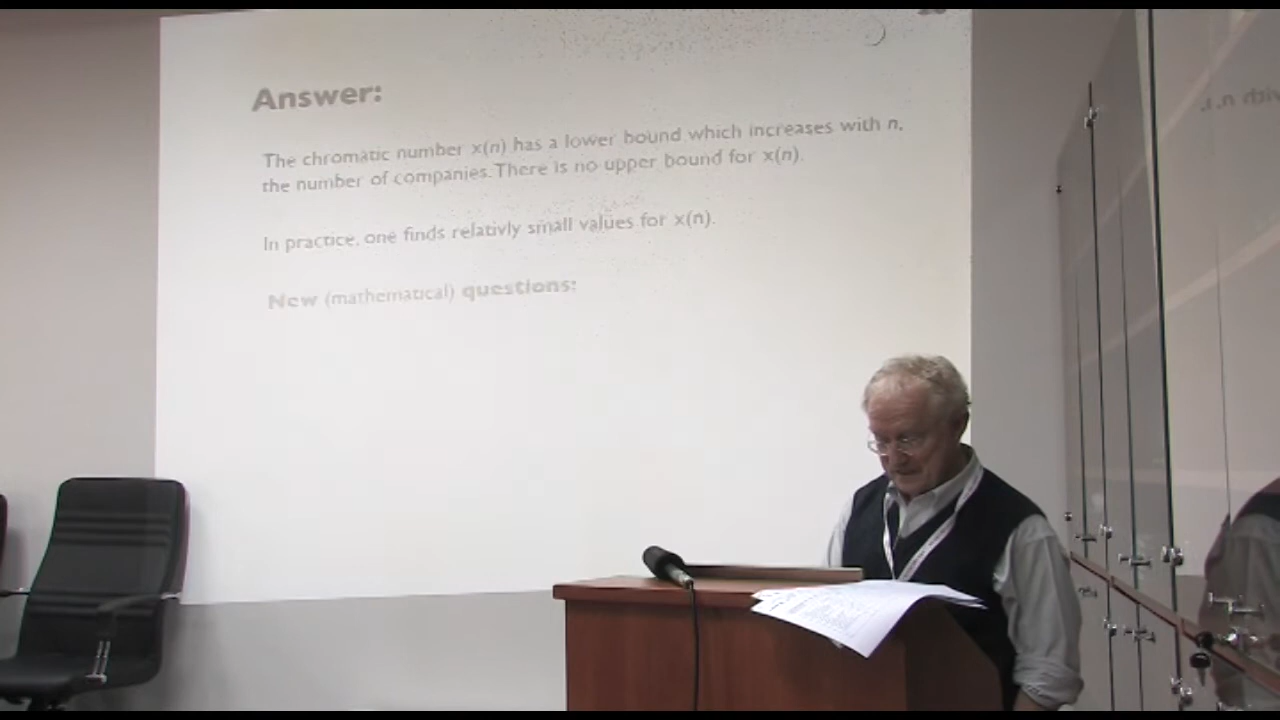 Answer:
The chromatic number x(n) has a lower bound which increases with n,
the number of companies. There is no upper bound for x(n).
In practice, one finds relativly small values for x(n).
New (mathematical) questions: